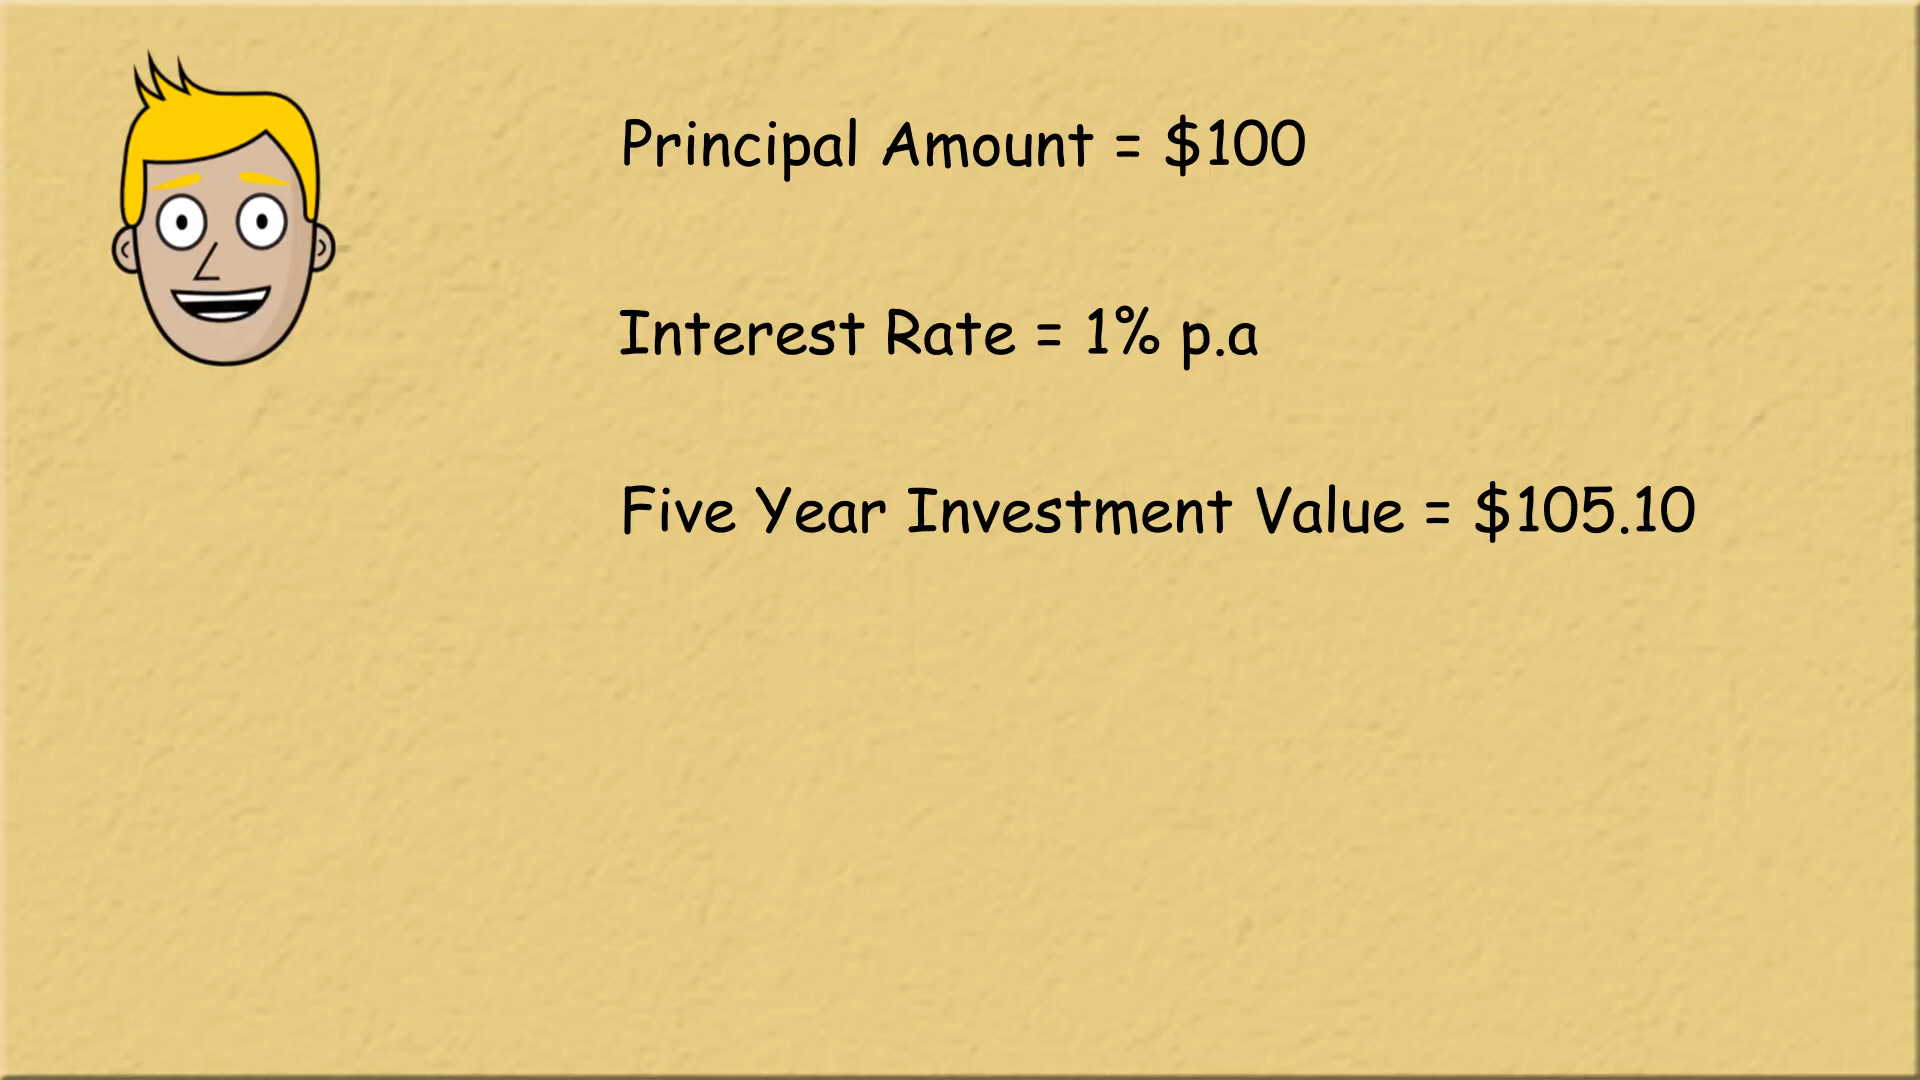 Principal Amount = $100
Interest Rate = 1% p.a
Five Year Investment Value = $105.10